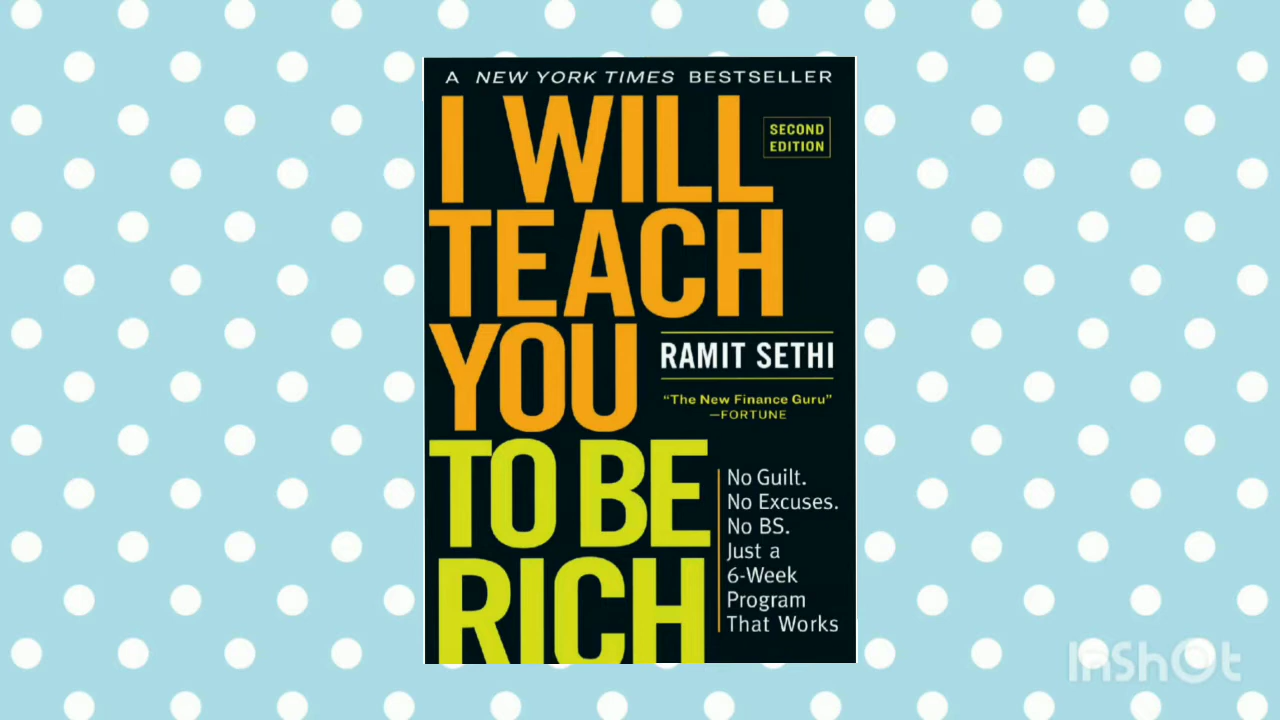 A NEW YORK TIMES BESTSELLER
I WILL
SECOND
EDITION
TEACH
YOU
RAMIT SETHI
“The New Finance Guru”
—FORTUNE
TO BE
RICH
No Guilt.
No Excuses.
No BS.
Just a
6-Week
Program
That Works
InShOt